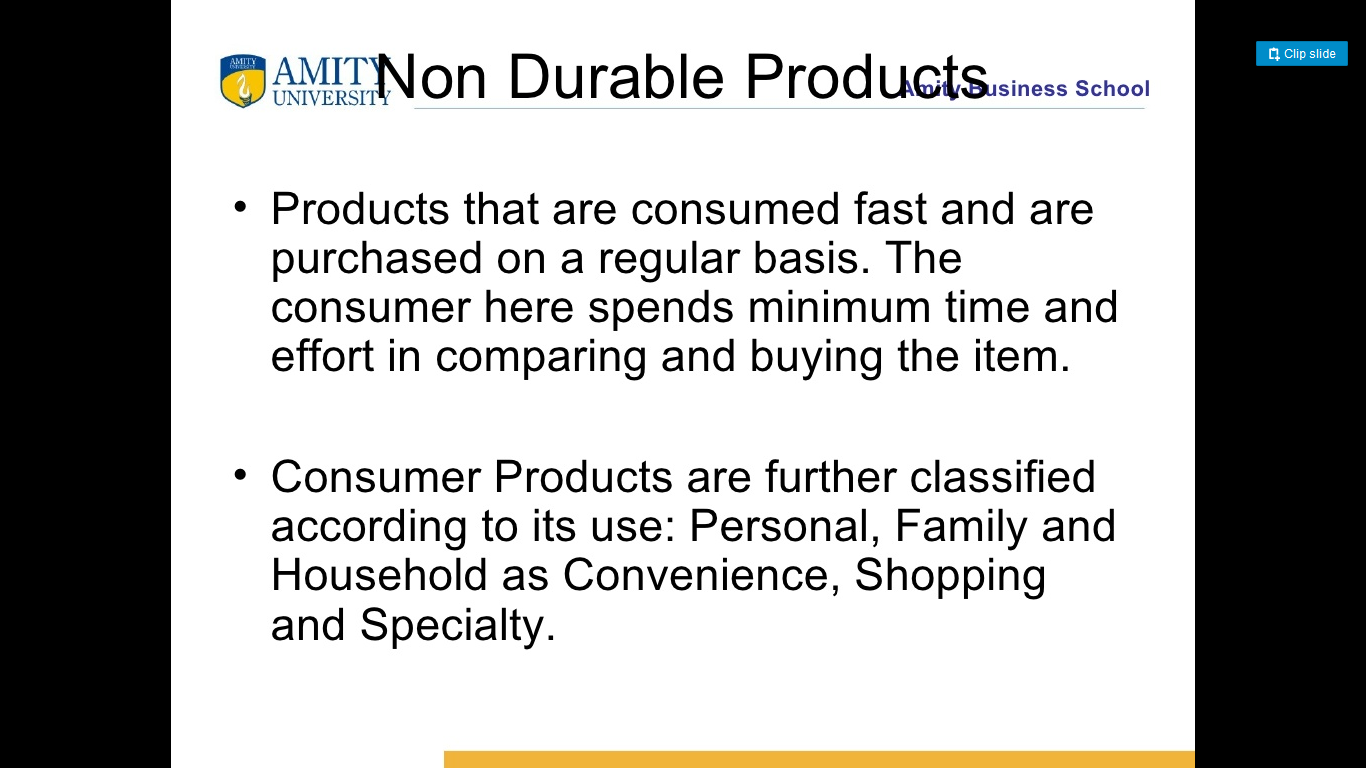 AMITY
UNIVERSITY
AMITY
UNIVERSITY
Non Durable Products
Amity Business School
Clip slide
• Products that are consumed fast and are
purchased on a regular basis. The
consumer here spends minimum time and
effort in comparing and buying the item.
• Consumer Products are further classified
according to its use: Personal, Family and
Household as Convenience, Shopping
and Specialty.